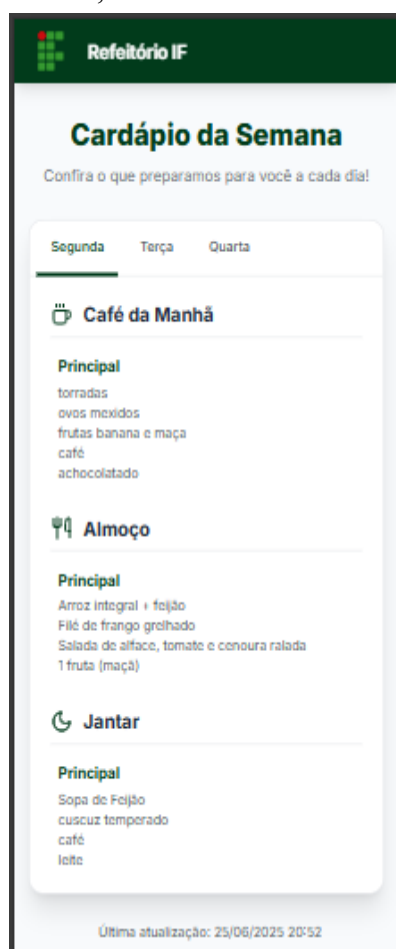 Refeitório IF
Cardápio da Semana
Confira o que preparamos para você a cada dia!
Segunda Terça Quarta
Café da Manhã
Principal
torradas
ovos mexidos
frutas banana e maça
café
achocolatado
Almoço
Principal
Arroz integral + feijão
Filé de frango grelhado
Salada de alface, tomate e cenoura ralada
1 fruta (maçã)
Jantar
Principal
Sopa de Feijão
cuscuz temperado
café
leite
Última atualização: 25/06/2025 20:52